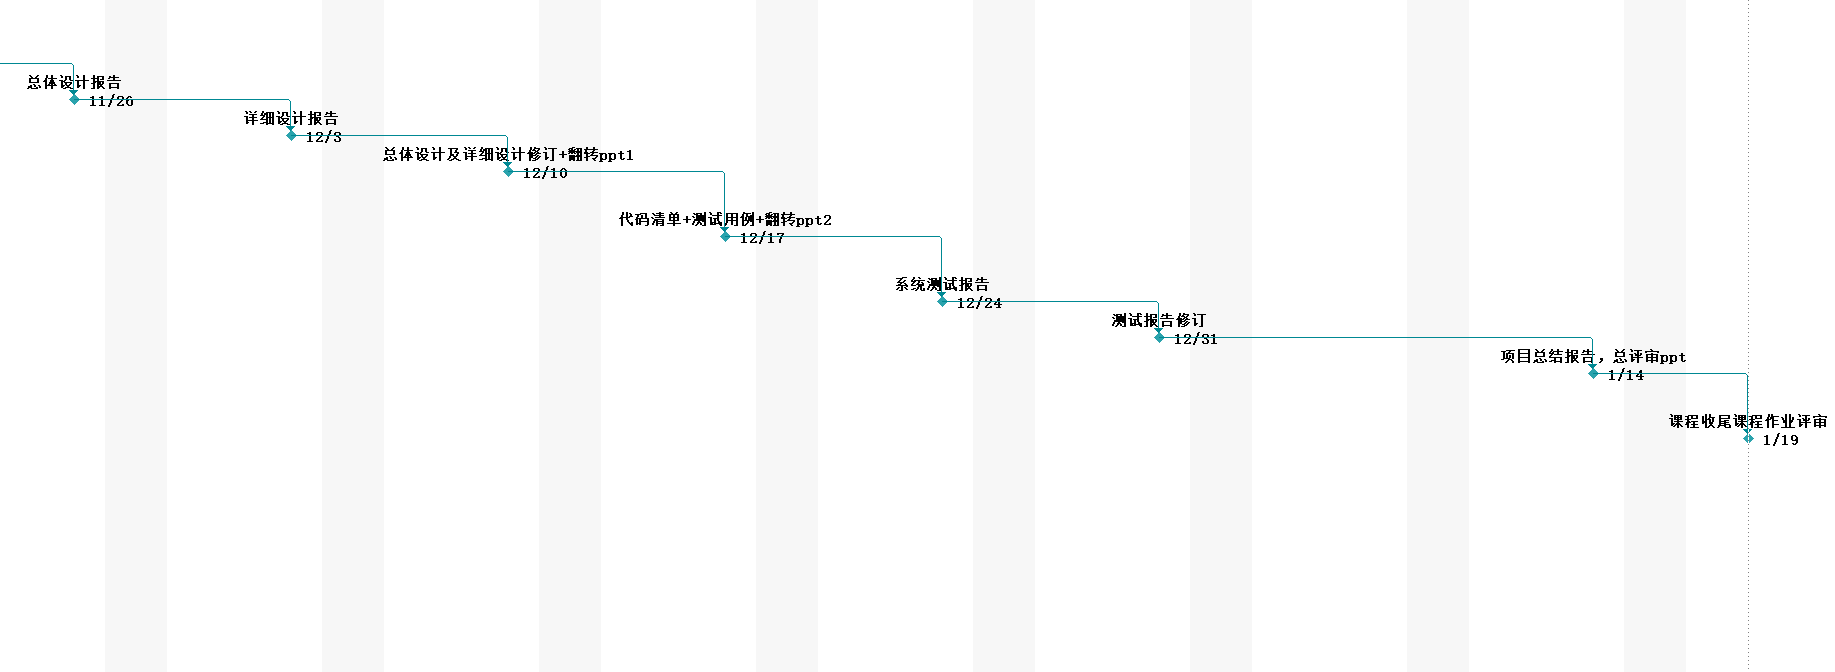 总体设计报告
11/26
详细设计报告
12/3
总体设计及详细设计修订+翻转ppt1
12/10
代码清单+测试用例+翻转ppt2
12/17
系统测试报告
12/24
测试报告修订
12/31
项目总结报告，总评审ppt
1/14
课程收尾课程作业评审
1/19